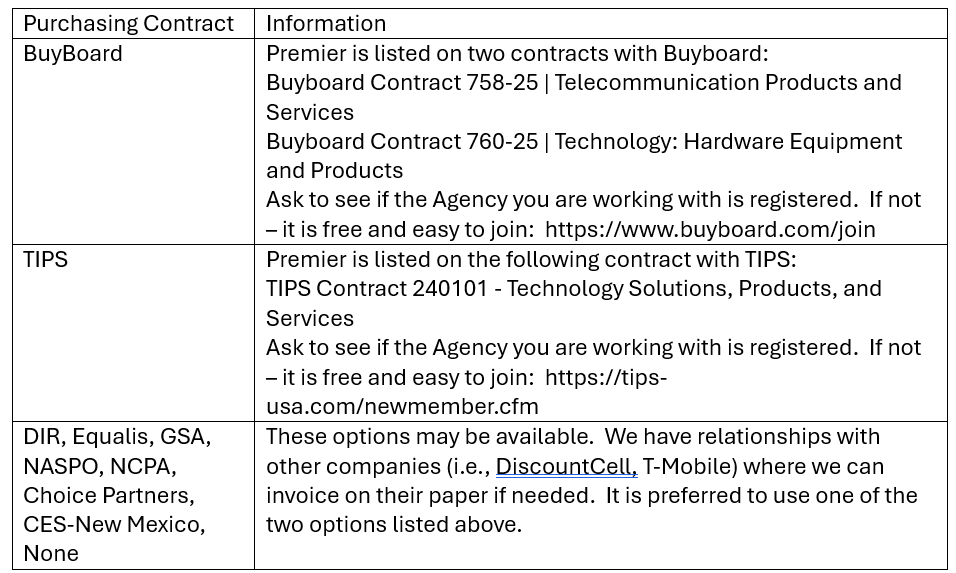 Purchasing Contract
Information
BuyBoard
Premier is listed on two contracts with Buyboard:
Buyboard Contract 758-25 | Telecommunication Products and
Services
Buyboard Contract 760-25 | Technology: Hardware Equipment
and Products
Ask to see if the Agency you are working with is registered.  If not
– it is free and easy to join:  https://www.buyboard.com/join
TIPS
Premier is listed on the following contract with TIPS:
TIPS Contract 240101 - Technology Solutions, Products, and
Services
Ask to see if the Agency you are working with is registered.  If not
– it is free and easy to join:  https://tips-
usa.com/newmember.cfm
DIR, Equalis, GSA,
NASPO, NCPA,
Choice Partners,
CES-New Mexico,
None
These options may be available.  We have relationships with
other companies (i.e., DiscountCell, T-Mobile) where we can
invoice on their paper if needed.  It is preferred to use one of the
two options listed above.